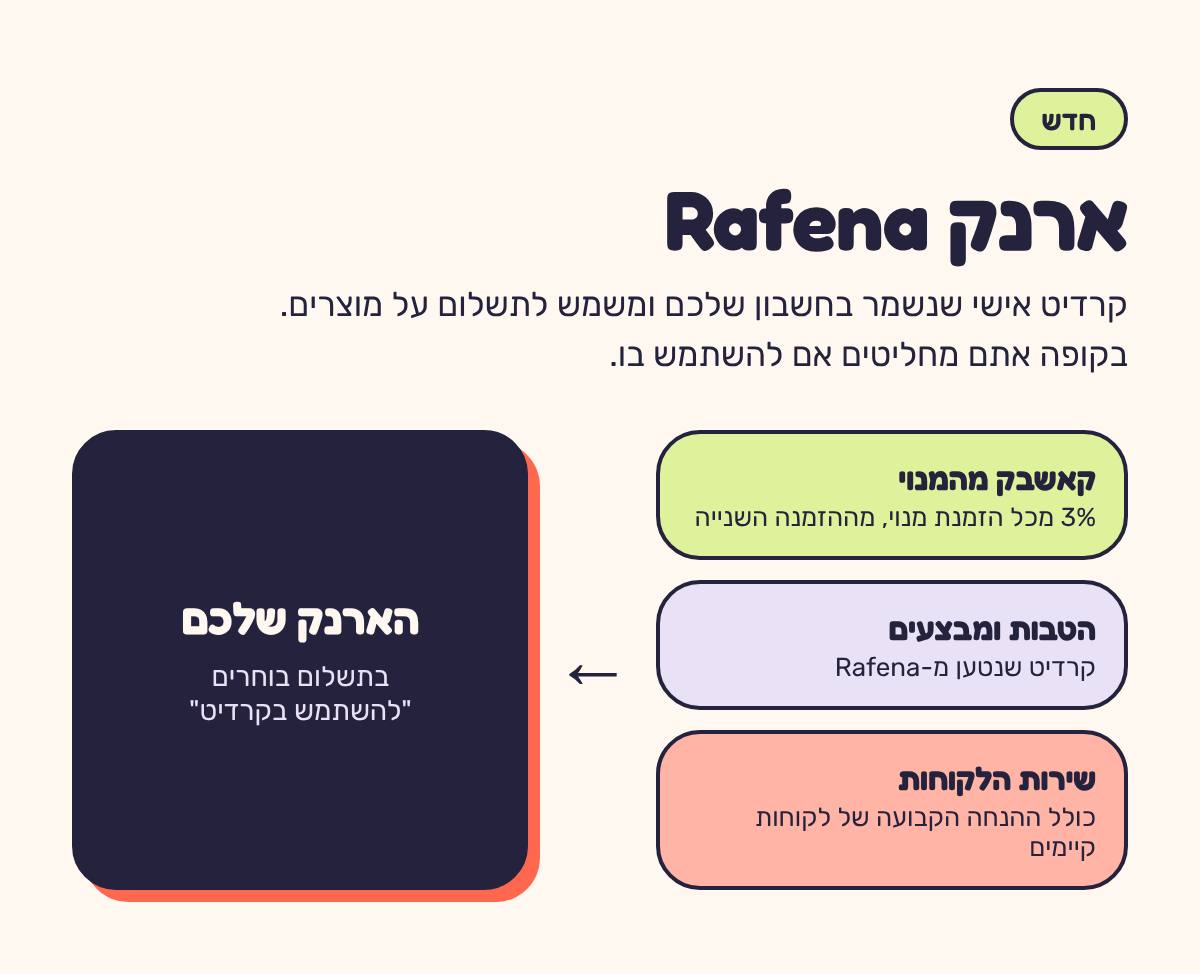 חדש
ארנק Rafena
קרדיט אישי שנשמר בחשבון שלכם ומשמש לתשלום על מוצרים.
בקופה אתם מחליטים אם להשתמש בו.
קאשבק מהמנוי
3% מכל הזמנת מנוי, מההזמנה השנייה
הטבות ומבצעים
קרדיט שנטען מ-Rafena
שירות הלקוחות
כולל ההנחה הקבועה של לקוחות
קיימים
←
הארנק שלכם
בתשלום בוחרים
"להשתמש בקרדיט"